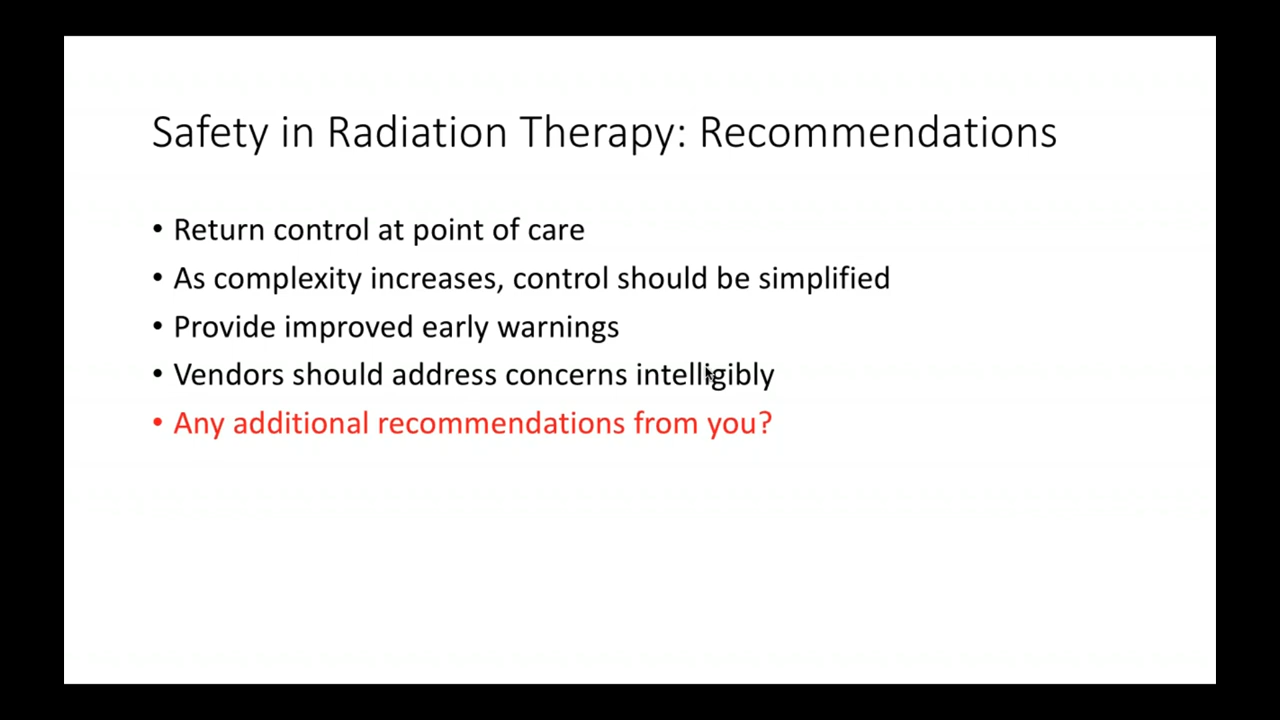 Safety in Radiation Therapy: Recommendations
• Return control at point of care
• As complexity increases, control should be simplified
• Provide improved early warnings
• Vendors should address concerns intelligibly
• Any additional recommendations from you?